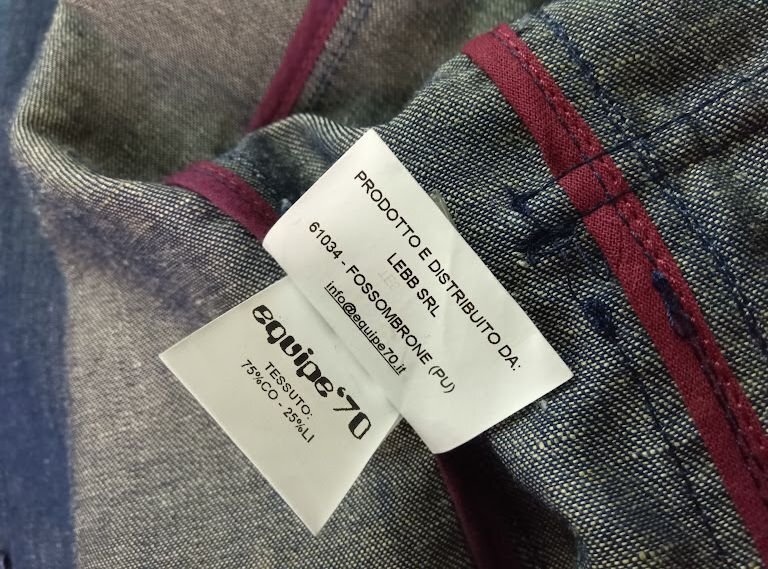 PRODOTTO E DISTRIBUITO DA:
LEBB SRL
61034 - FOSSOMBRONE (PU)
info@equipe70.it
equipe'70
TESSUTO:
75%CO - 25%LI